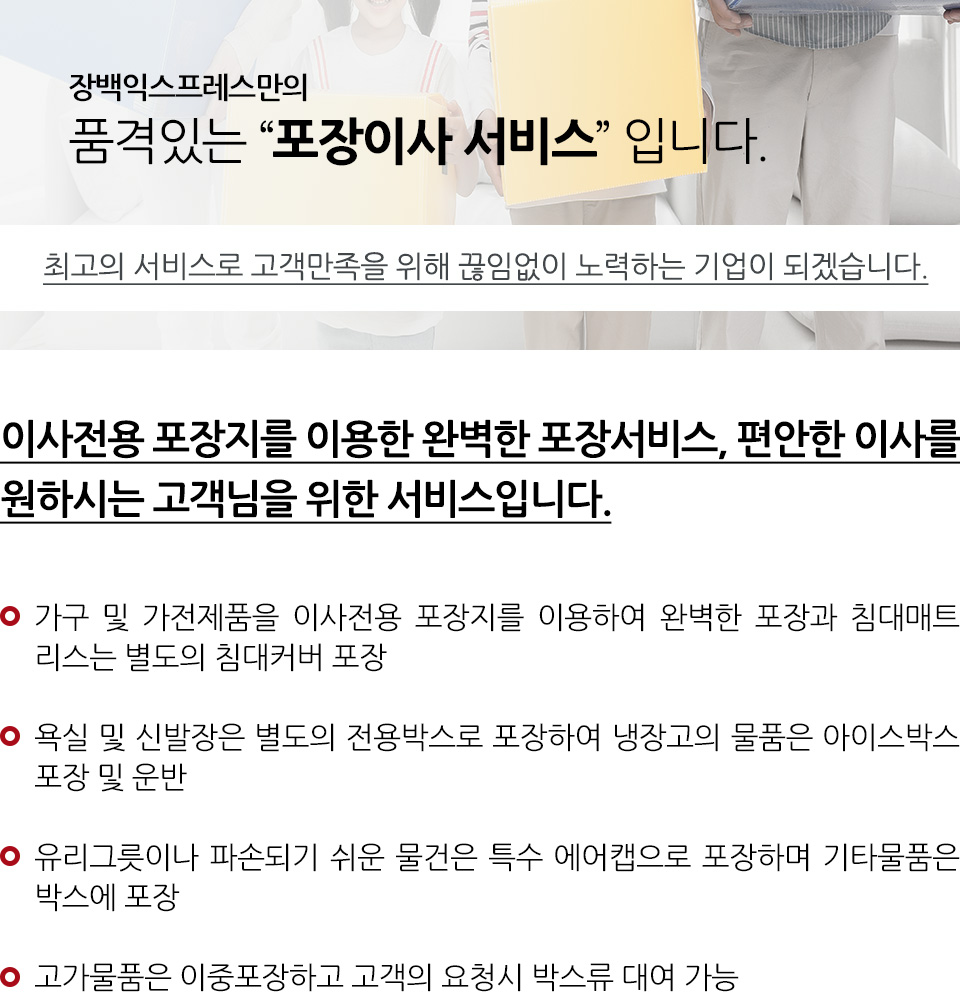 장백익스프레스만의
품격있는 “포장이사 서비스” 입니다.
최고의 서비스로 고객만족을 위해 끊임없이 노력하는 기업이 되겠습니다.
이사전용 포장지를 이용한 완벽한 포장서비스, 편안한 이사를
원하시는 고객님을 위한 서비스입니다.
가구 및 가전제품을 이사전용 포장지를 이용하여 완벽한 포장과 침대매트
리스는 별도의 침대커버 포장
욕실 및 신발장은 별도의 전용박스로 포장하여 냉장고의 물품은 아이스박스
포장 및 운반
유리그릇이나 파손되기 쉬운 물건은 특수 에어캡으로 포장하며 기타물품은
박스에 포장
고가물품은 이중포장하고 고객의 요청시 박스류 대여 가능